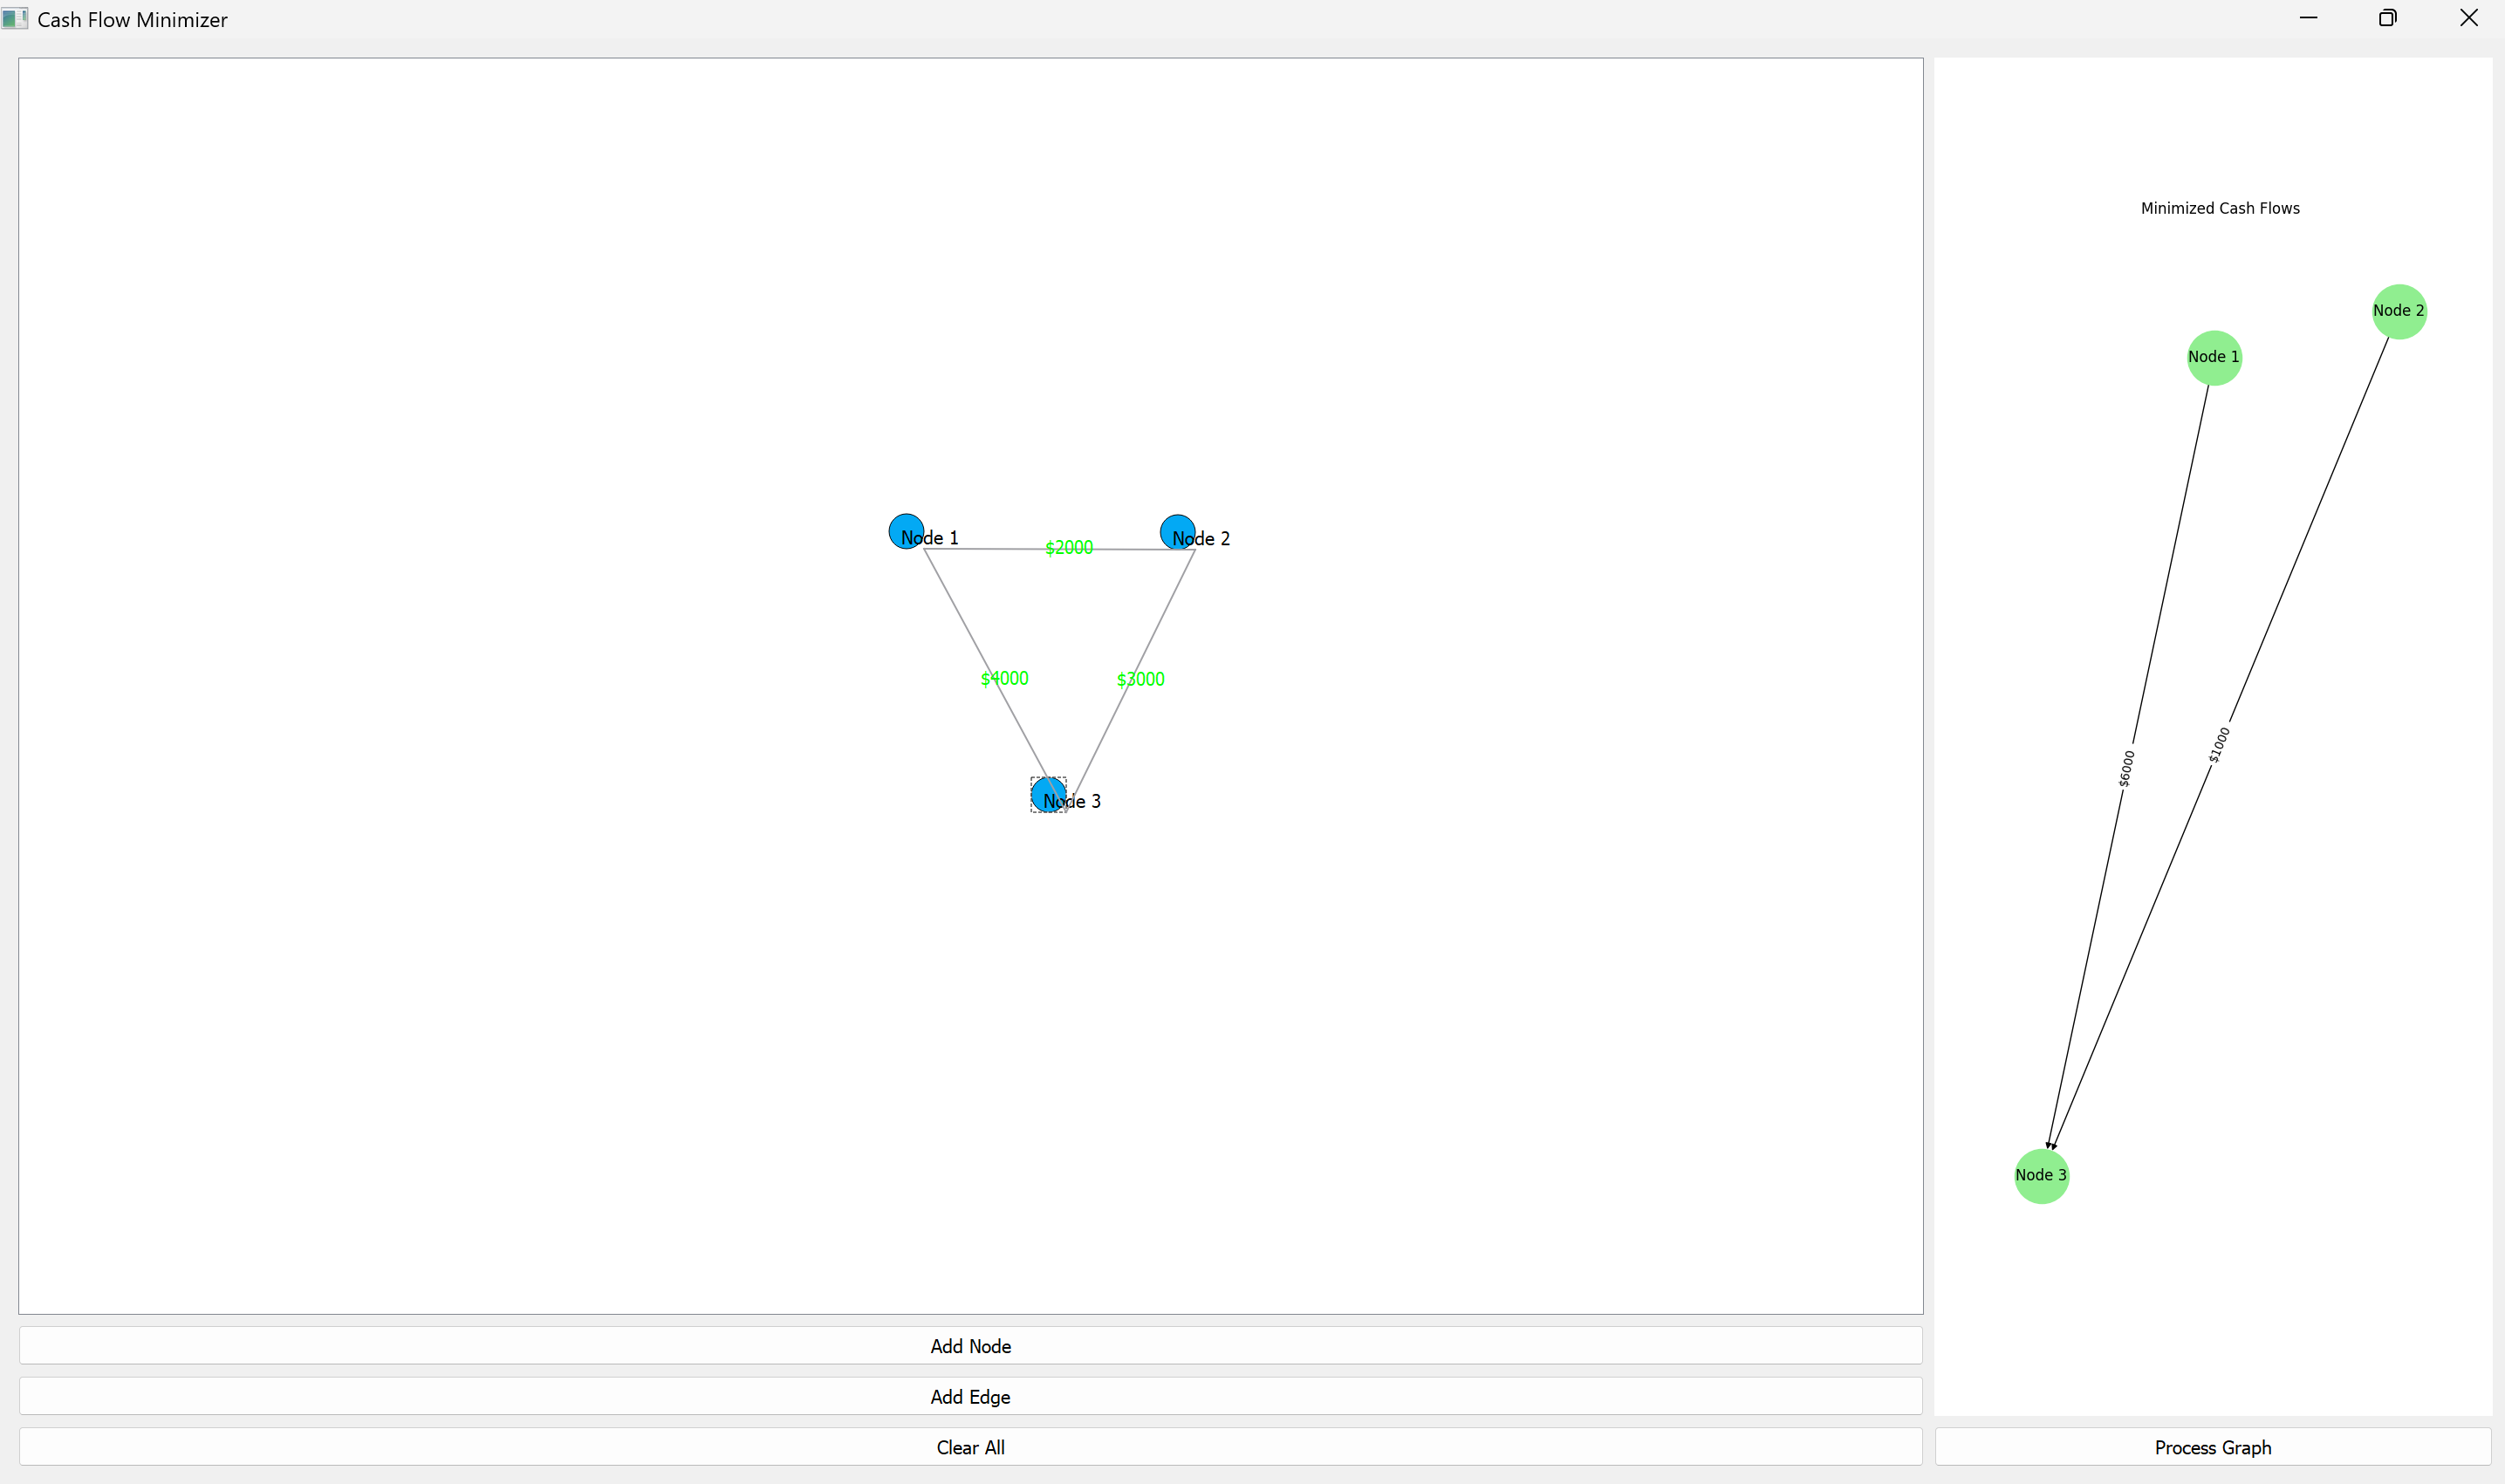 Cash Flow Minimizer
Node 1
$2000
Node 2
$4000
$3000
Node 3
Minimized Cash Flows
Node 2
Node 1
$6000
$1000
Node 3
Add Node
Add Edge
Clear All
Process Graph